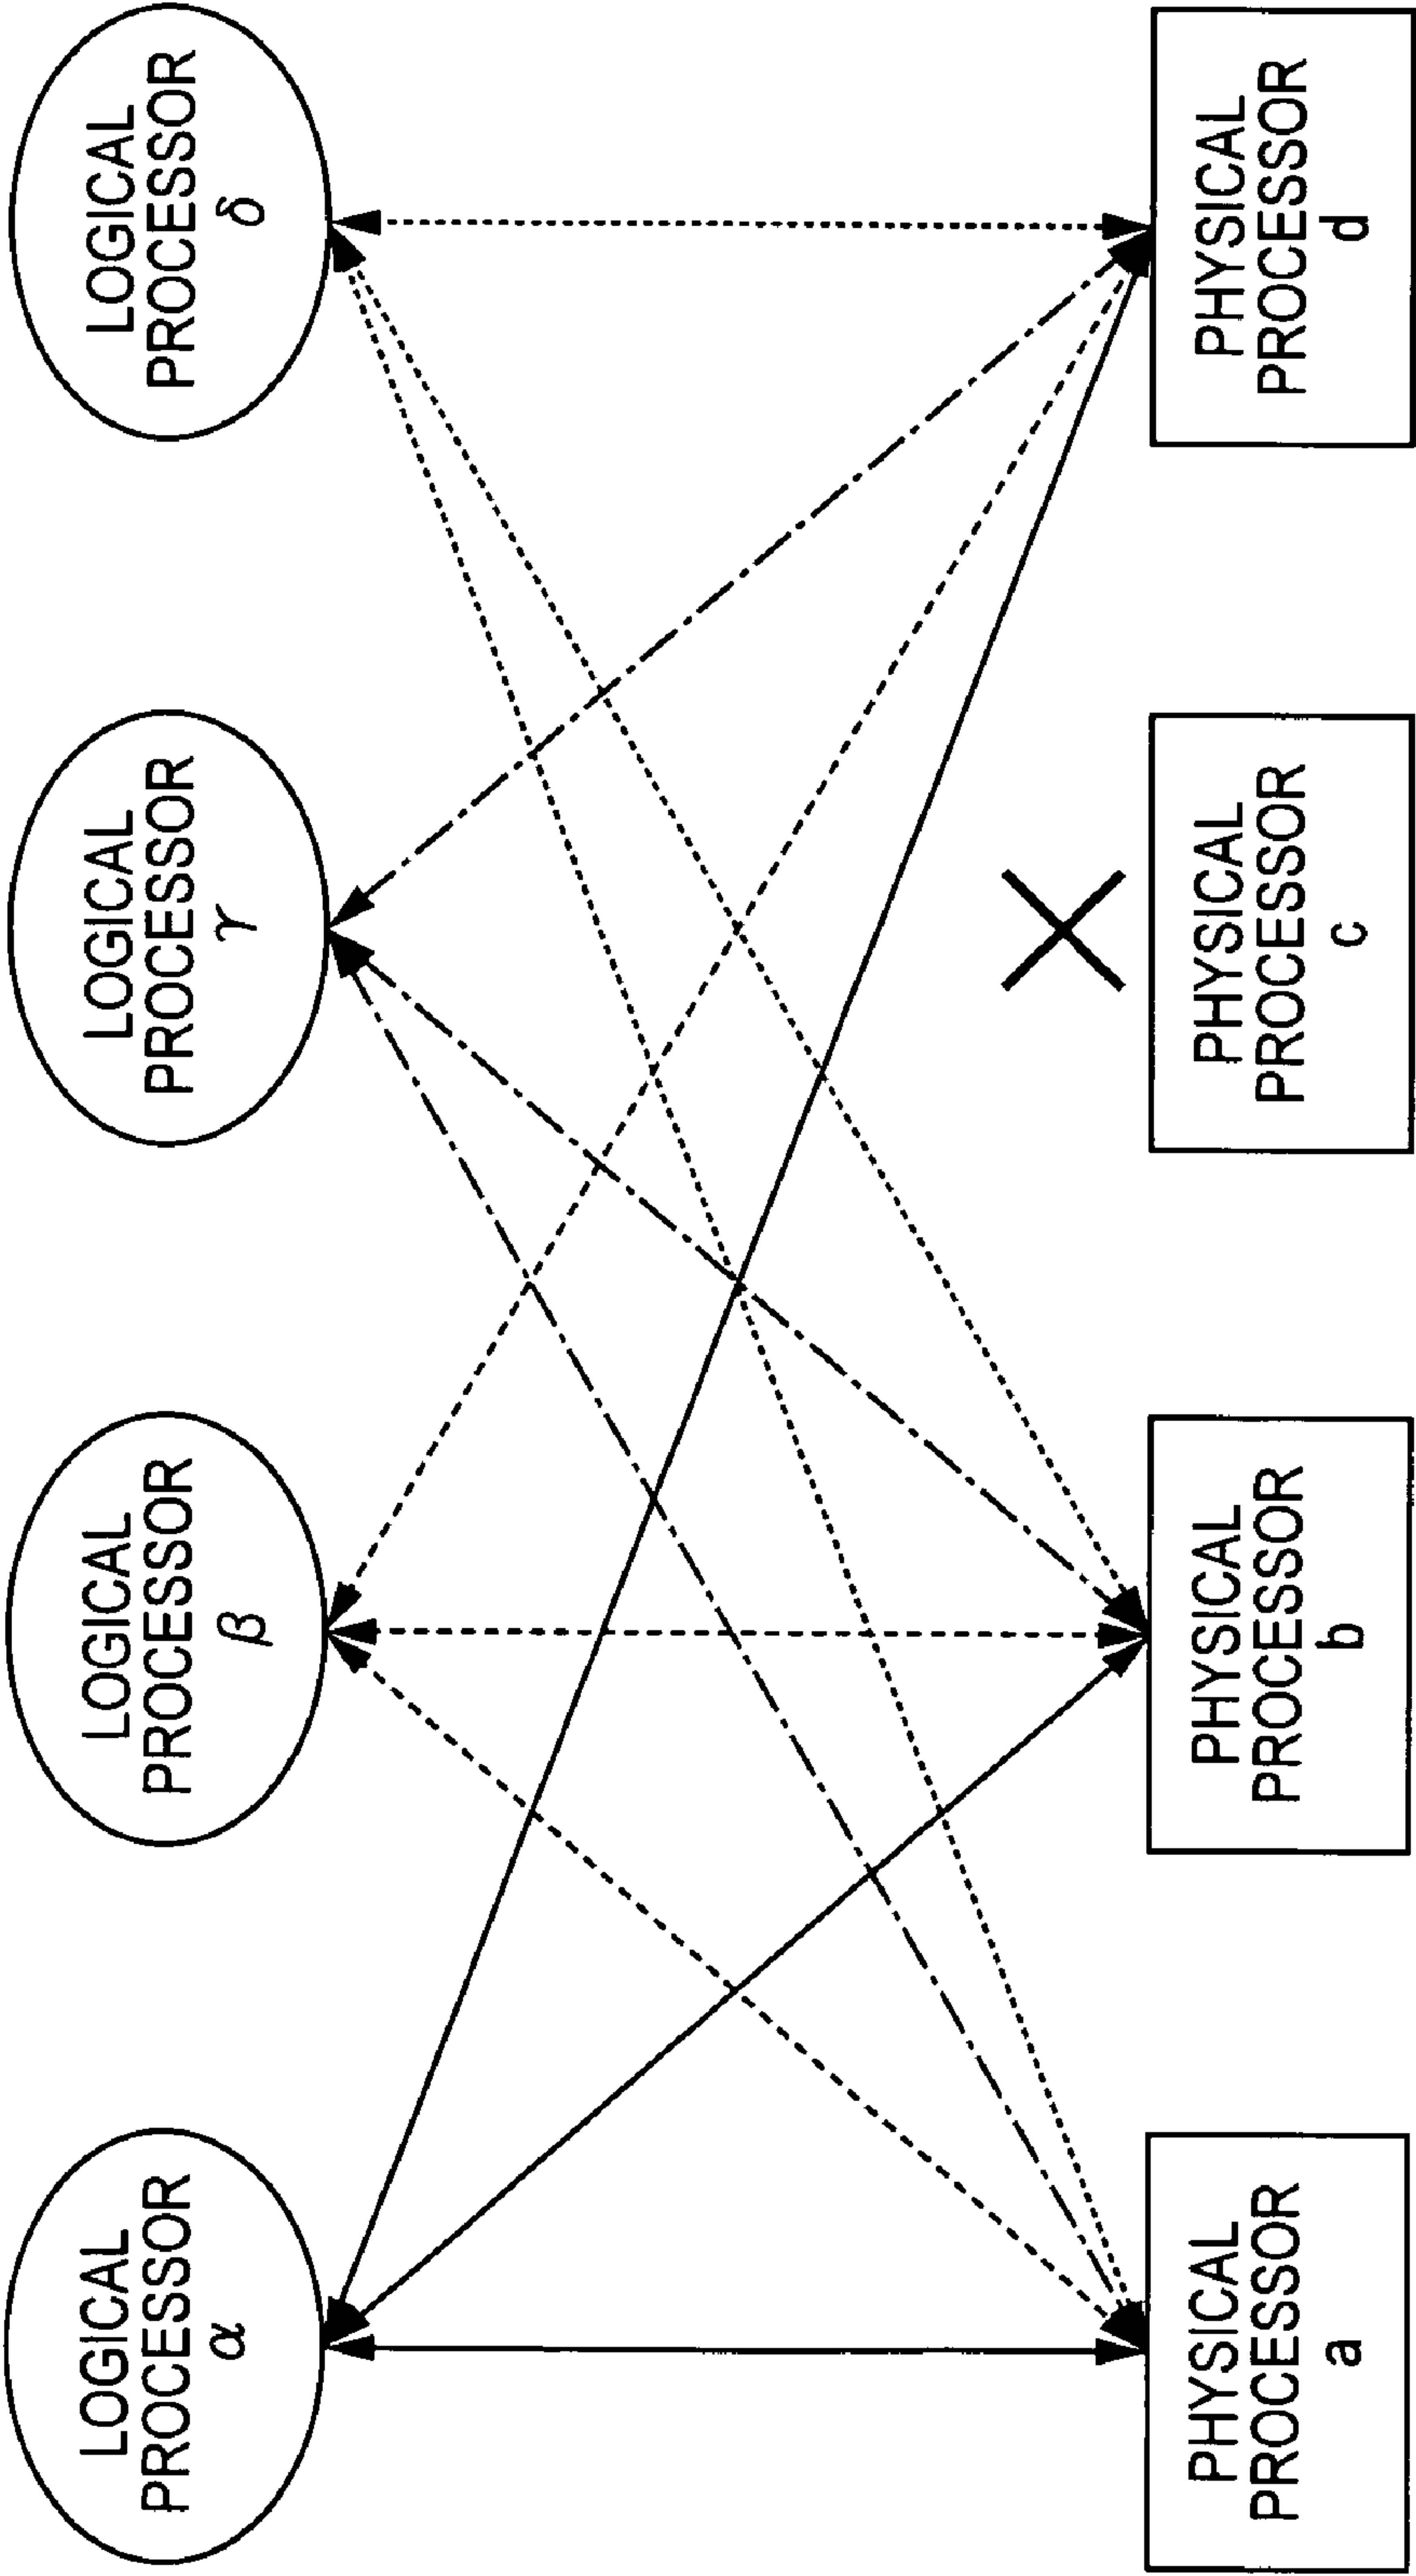 LOGICAL
PROCESSOR
α
LOGICAL
PROCESSOR
β
LOGICAL
PROCESSOR
γ
LOGICAL
PROCESSOR
δ
PHYSICAL
PROCESSOR
a
PHYSICAL
PROCESSOR
b
PHYSICAL
PROCESSOR
c
PHYSICAL
PROCESSOR
d